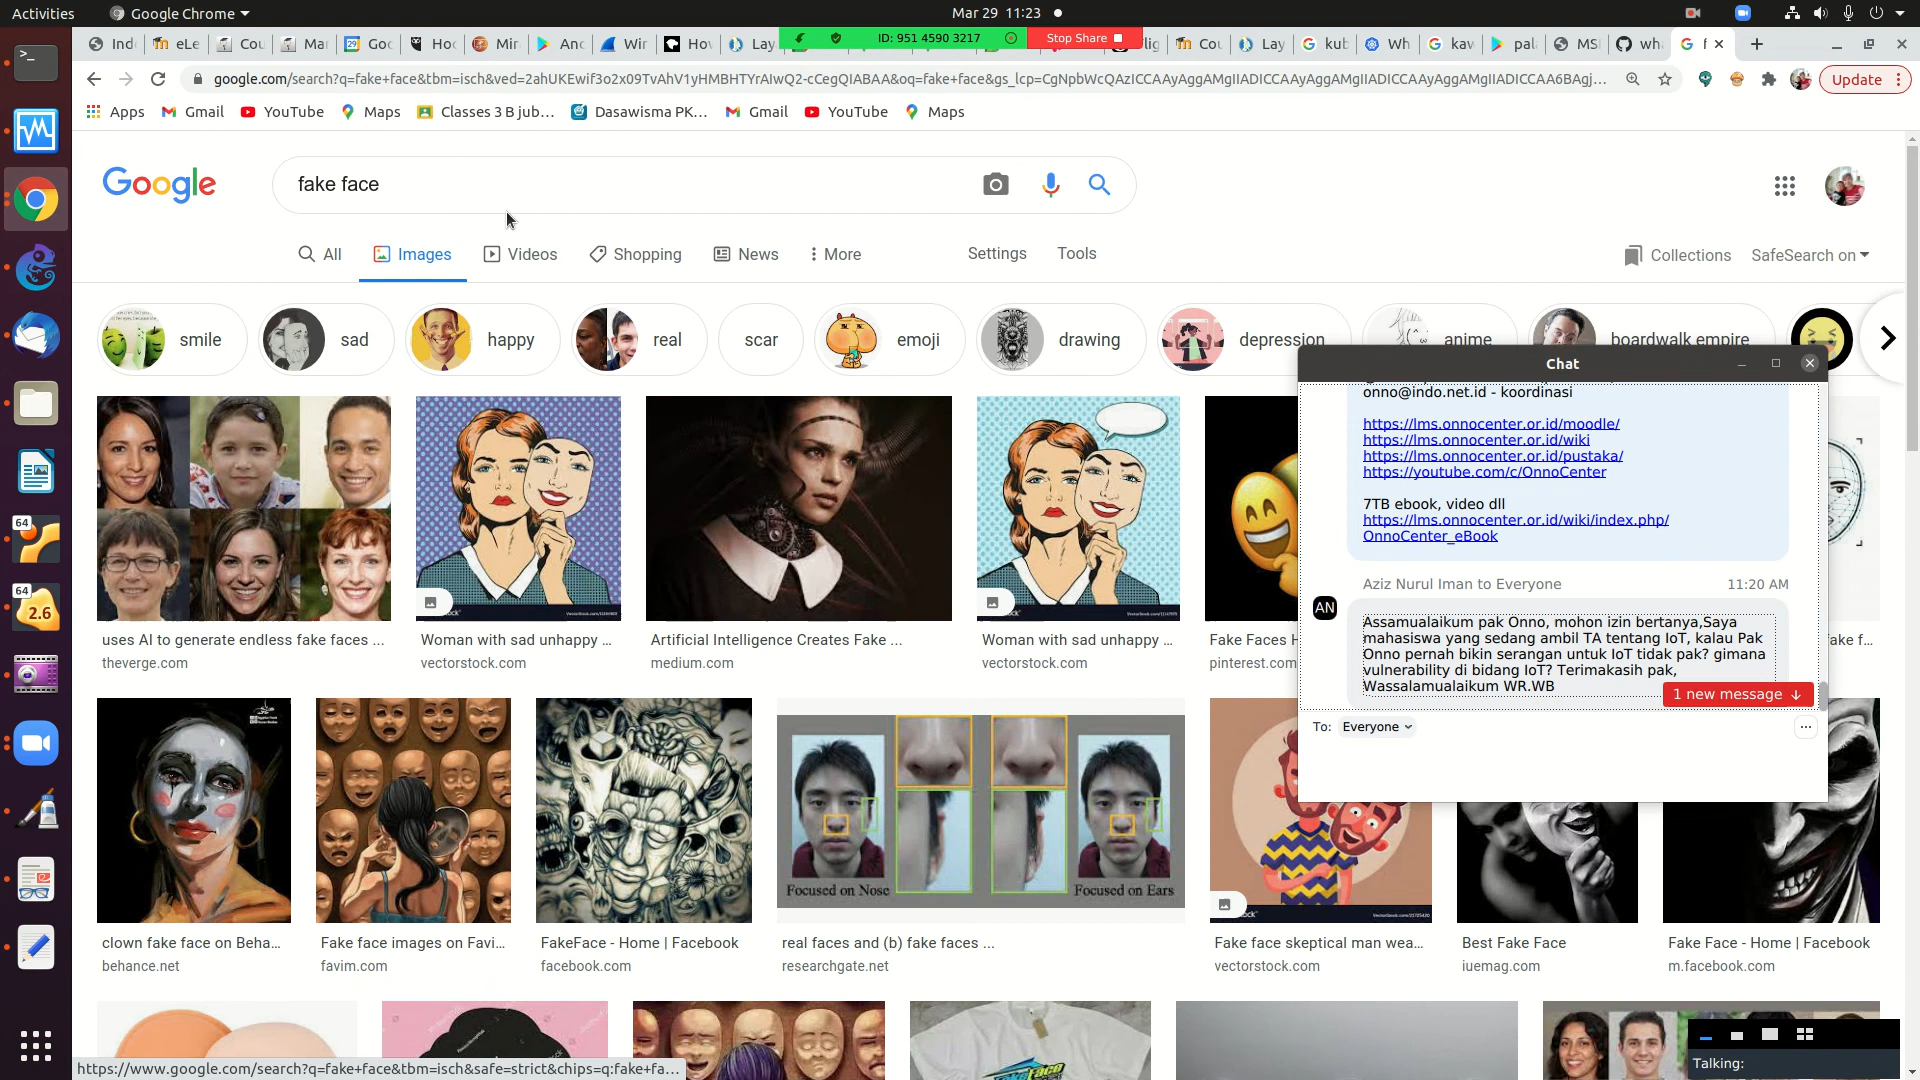 Activities
Google Chrome
Mar 29 11:23
ID: 951 4590 3217
Stop Share
google.com/search?q=fake+face&tbm=isch&ved=2ahUKEwif3o2x09TvAhV1yHMBHTYrAIwQ2-cCegQIABAA&oq=fake+face&gs_lcp=CgNpbWcQAzICCAAyAggAMgIIADICCAAyAggAMgIIADICCAAyAggAMgIIADICCAA6BAgj...
Update
Apps
Gmail
YouTube
Maps
Classes 3 B jub...
Dasawisma PK...
Gmail
YouTube
Maps
Google
fake face
All
Images
Videos
Shopping
News
More
Settings
Tools
Collections
SafeSearch on
smile
sad
happy
real
scar
emoji
drawing
depression
anime
boardwalk empire
Chat
onno@indo.net.id - koordinasi
https://lms.onnocenter.or.id/moodle/
https://lms.onnocenter.or.id/wiki
https://lms.onnocenter.or.id/pustaka/
https://youtube.com/c/OnnoCenter
7TB ebook, video dll
https://lms.onnocenter.or.id/wiki/index.php/
OnnoCenter_eBook
Aziz Nurul Iman to Everyone
11:20 AM
AN
Assamualaikum pak Onno, mohon izin bertanya,Saya
mahasiswa yang sedang ambil TA tentang IoT, kalau Pak
Onno pernah bikin serangan untuk IoT tidak pak? gimana
vulnerability di bidang IoT? Terimakasih pak,
Wassalamualaikum WR.WB
1 new message
To: Everyone
uses AI to generate endless fake faces ...
theverge.com
Woman with sad unhappy ...
vectorstock.com
Artificial Intelligence Creates Fake ...
medium.com
Woman with sad unhappy ...
vectorstock.com
Fake Faces
pinterest.com
Focused on Nose
Focused on Ears
clown fake face on Beha...
behance.net
Fake face images on Favi...
favim.com
FakeFace - Home | Facebook
facebook.com
real faces and (b) fake faces ...
researchgate.net
Fake face skeptical man wea...
vectorstock.com
Best Fake Face
iuemag.com
Fake Face - Home | Facebook
m.facebook.com
64
64
2.6
https://www.google.com/search?q=fake+face&tbm=isch&safe=strict&chips=q:fake+fa...
Talking: